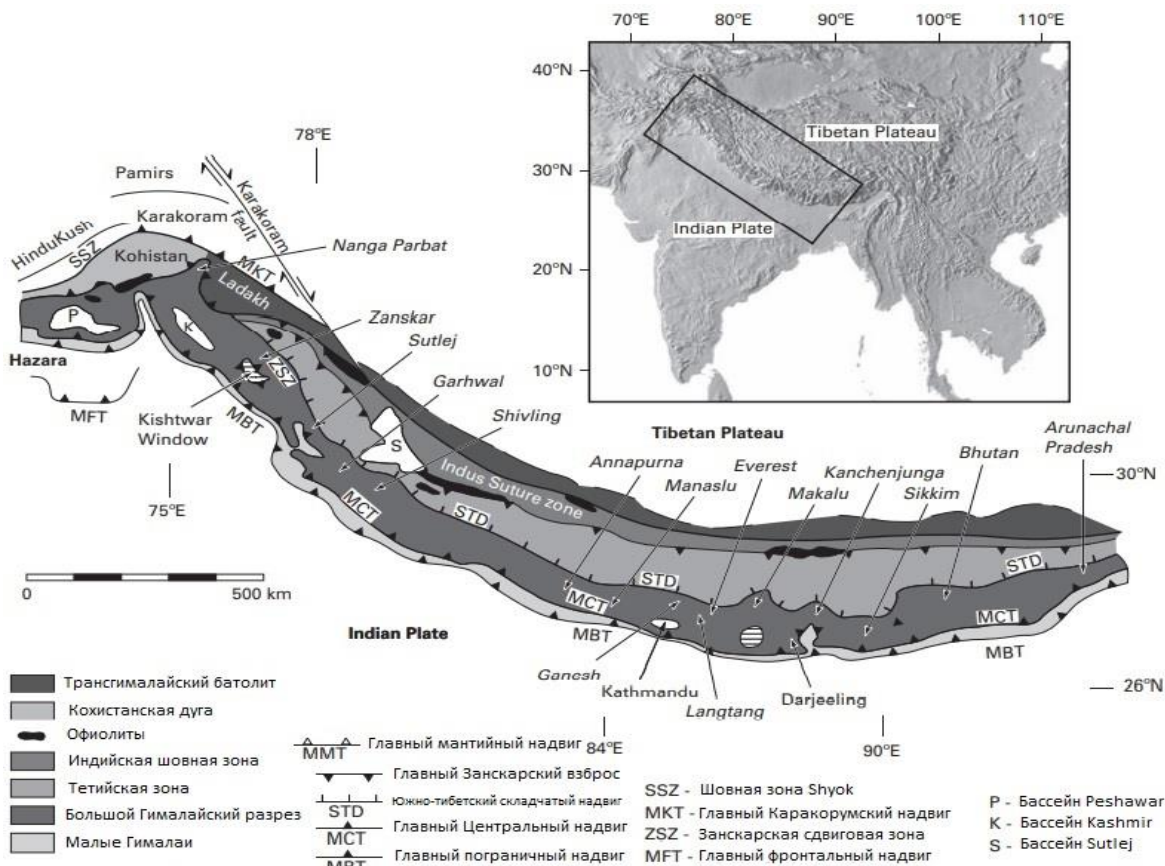 70°E 80°E 90°E 100°E 110°E
40°N
30°N
20°N
10°N
Tibetan Plateau
Indian Plate
78°E
Pamirs
Karakoram
fault
HinduKush
SSZ
Karakoram
Kohistan
MKT
Nanga Parbat
Ladakh
P
K
Zanskar
Sutlej
ZSZ
Hazara
Garhwal
MFT
Kishtwar
Window
MBT
Shivling
S
75°E
Indus Suture zone
Tibetan Plateau
Arunachal
Pradesh
Bhutan
30°N
Annapurna
Everest
Kanchenjunga
Manaslu
Makalu
Sikkim
MCT
STD
STD
STD
0 500 km
MCT
MCT
Indian Plate
MBT
MBT
Ganesh
Kathmandu
Darjeeling
Langtang
26°N
84°E
90°E
Трансгималайский батолит
Кохистанская дуга
Офиолиты
Индийская шовная зона
Тетийская зона
Большой Гималайский разрез
Малые Гималаи
Главный мантийный надвиг
MMT
Главный Занскарский взброс
Южно-тибетский складчатый надвиг
STD
Главный Центральный надвиг
MCT
Главный пограничный надвиг
MBT
SSZ - Шовная зона Shyok
MKT - Главный Каракорумский надвиг
ZSZ - Занскарская сдвиговая зона
MFT - Главный фронтальный надвиг
P - Бассейн Peshawar
K - Бассейн Kashmir
S - Бассейн Sutlej